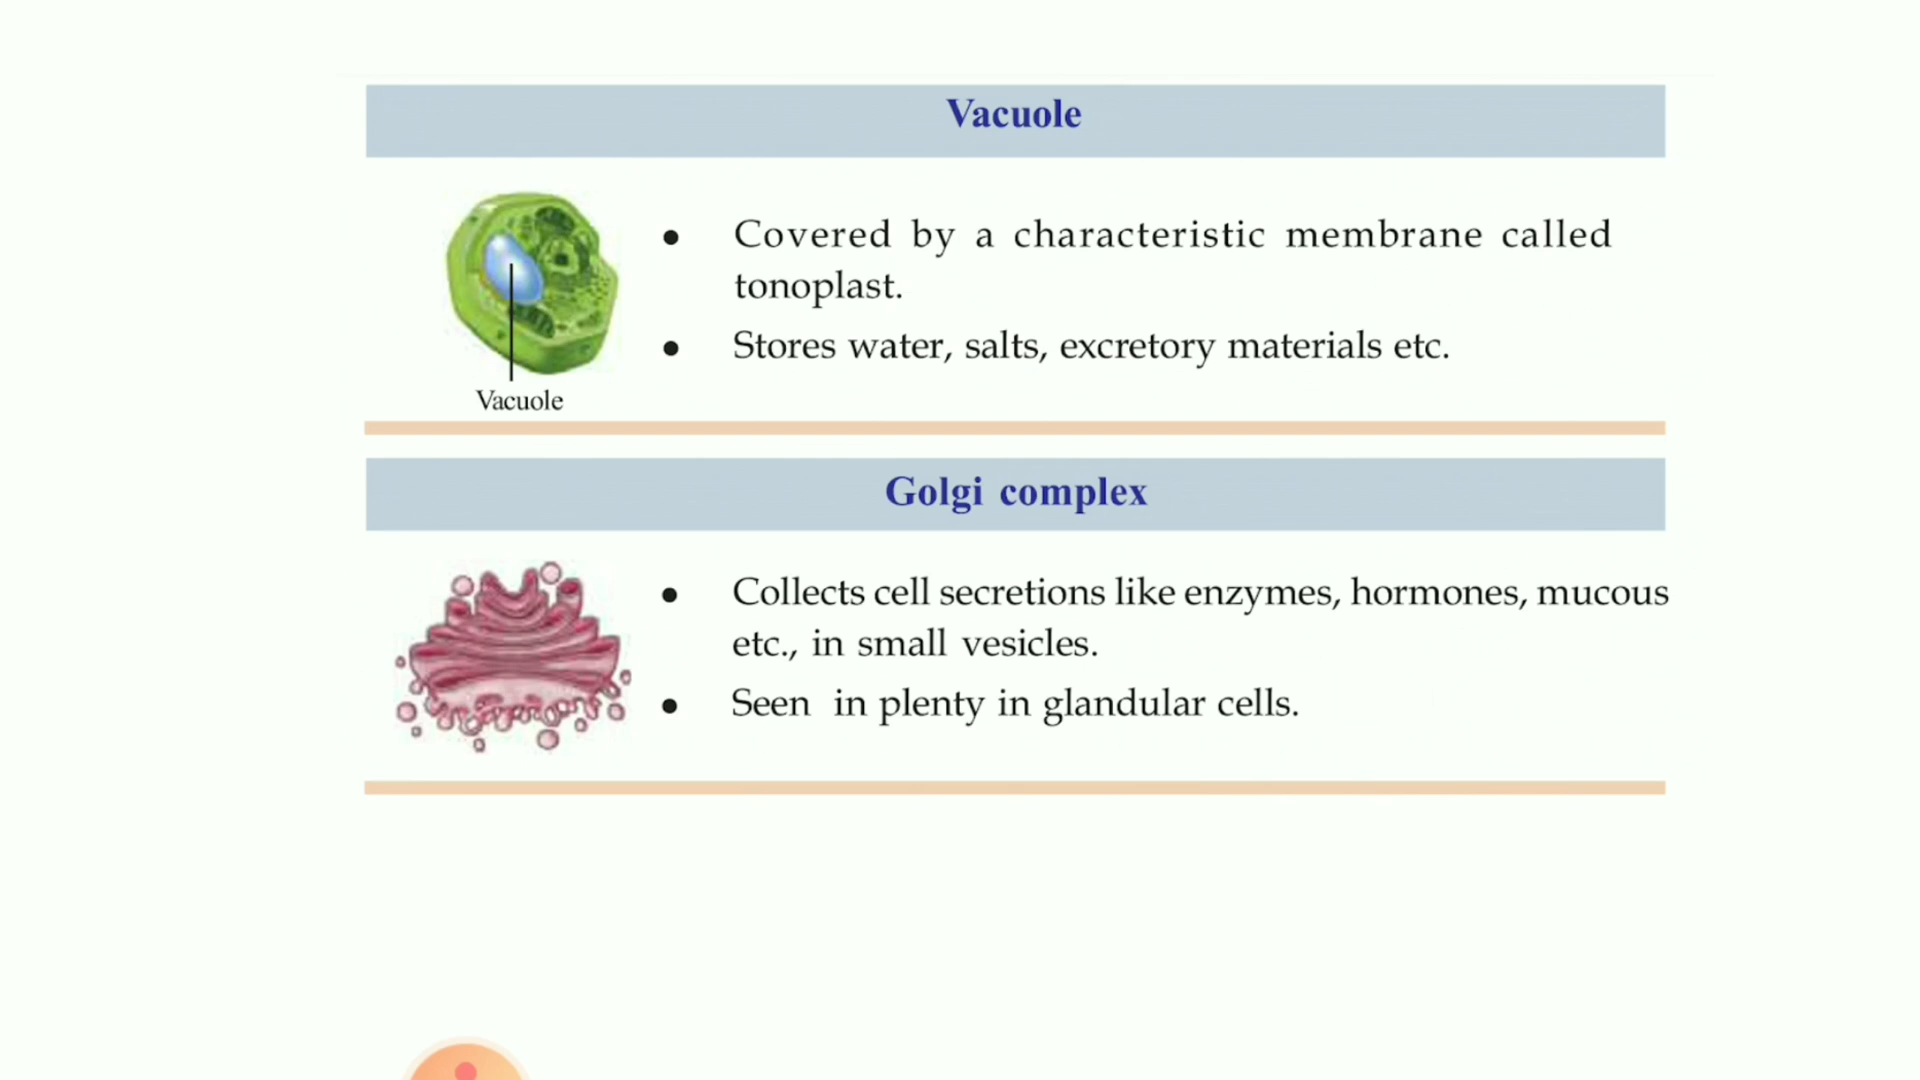 Vacuole
• Covered by a characteristic membrane called
tonoplast.
• Stores water, salts, excretory materials etc.
Vacuole
Golgi complex
• Collects cell secretions like enzymes, hormones, mucous
etc., in small vesicles.
• Seen in plenty in glandular cells.